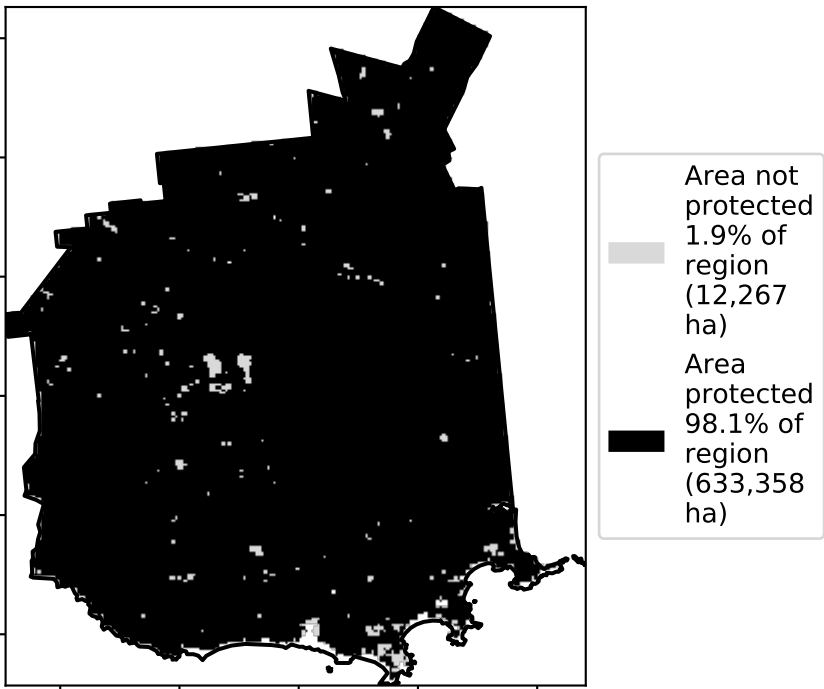 Area not
protected
1.9% of
region
(12,267
ha)
Area
protected
98.1% of
region
(633,358
ha)